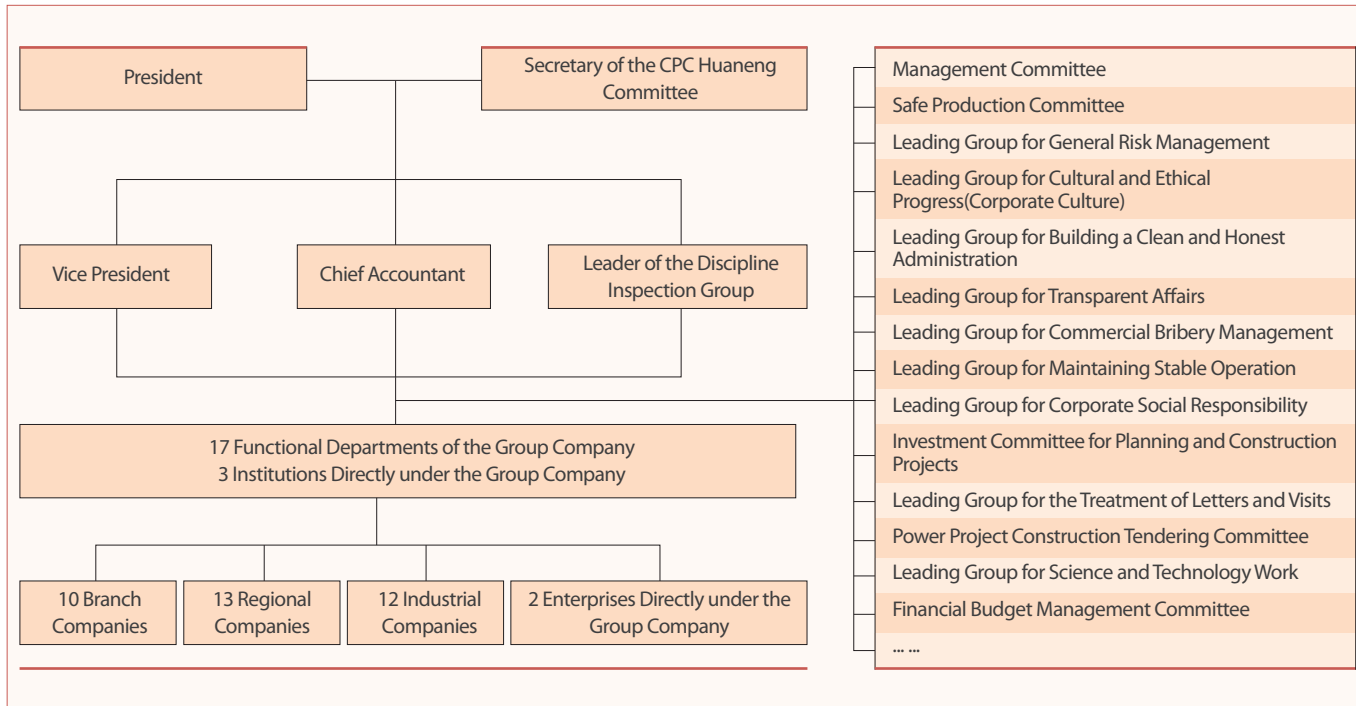 President
Secretary of the CPC Huaneng
Committee
Vice President
Chief Accountant
Leader of the Discipline
Inspection Group
17 Functional Departments of the Group Company
3 Institutions Directly under the Group Company
10 Branch
Companies
13 Regional
Companies
12 Industrial
Companies
2 Enterprises Directly under the
Group Company
Management Committee
Safe Production Committee
Leading Group for General Risk Management
Leading Group for Cultural and Ethical
Progress(Corporate Culture)
Leading Group for Building a Clean and Honest
Administration
Leading Group for Transparent Affairs
Leading Group for Commercial Bribery Management
Leading Group for Maintaining Stable Operation
Leading Group for Corporate Social Responsibility
Investment Committee for Planning and Construction
Projects
Leading Group for the Treatment of Letters and Visits
Power Project Construction Tendering Committee
Leading Group for Science and Technology Work
Financial Budget Management Committee
... ...